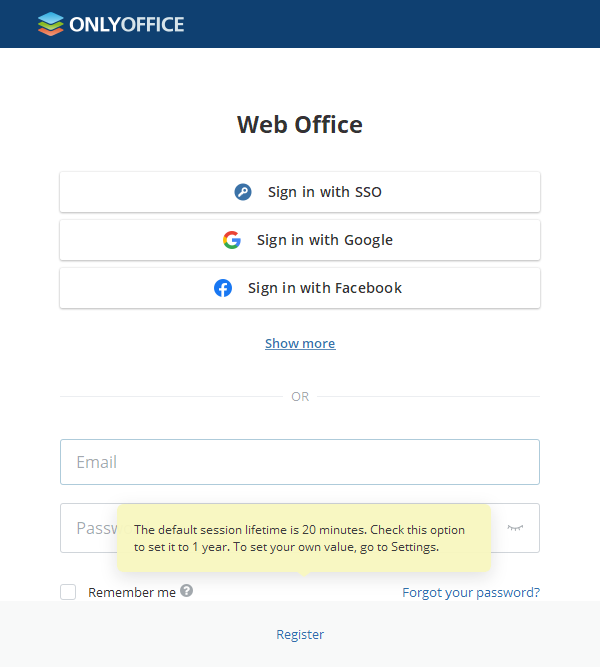 ONLYOFFICE
Web Office
Sign in with SSO
Sign in with Google
Sign in with Facebook
Show more
OR
Email
The default session lifetime is 20 minutes. Check this option
to set it to 1 year. To set your own value, go to Settings.
Remember me ?
Forgot your password?
Register